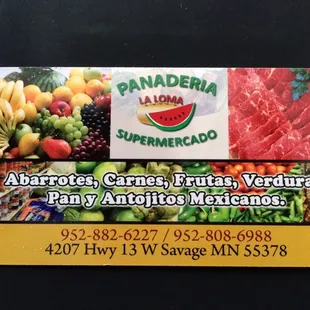 PANADERIA
LA LOMA
SUPERMERCADO
Abarrotes, Carnes, Frutas, Verdura
Pan y Antojitos Mexicanos.
952-882-6227 / 952-808-6988
4207 Hwy 13 W Savage MN 55378